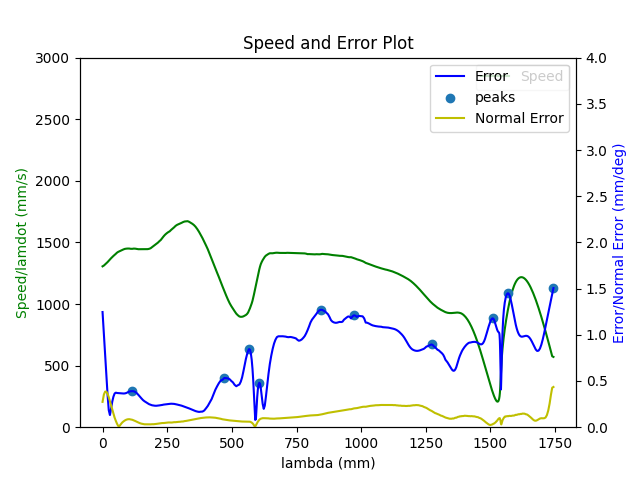 Speed and Error Plot
3000
2500
2000
1500
1000
500
0
Speed/lamdot (mm/s)
4.0
3.5
3.0
2.5
2.0
1.5
1.0
0.5
0.0
Error/Normal Error (mm/deg)
Error
Speed
peaks
Normal Error
0 250 500 750 1000 1250 1500 1750
lambda (mm)